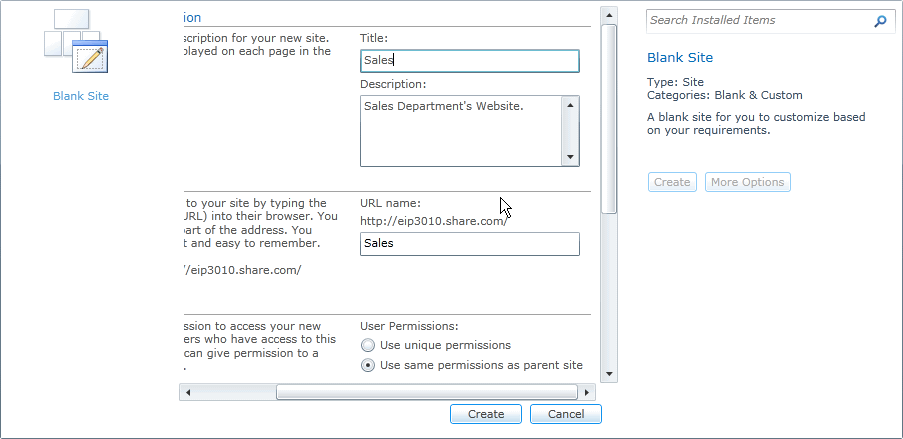 Blank Site
ion
scription for your new site.
played on each page in the
Title:
Sales
Description:
Sales Department's Website.
to your site by typing the
URL) into their browser. You
part of the address. You
t and easy to remember.
//eip3010.share.com/
URL name:
http://eip3010.share.com/
Sales
ssion to access your new
ers who have access to this
can give permission to a
.
User Permissions:
Use unique permissions
Use same permissions as parent site
Create
Cancel
Search Installed Items
Blank Site
Type: Site
Categories: Blank & Custom
A blank site for you to customize based
on your requirements.
Create
More Options